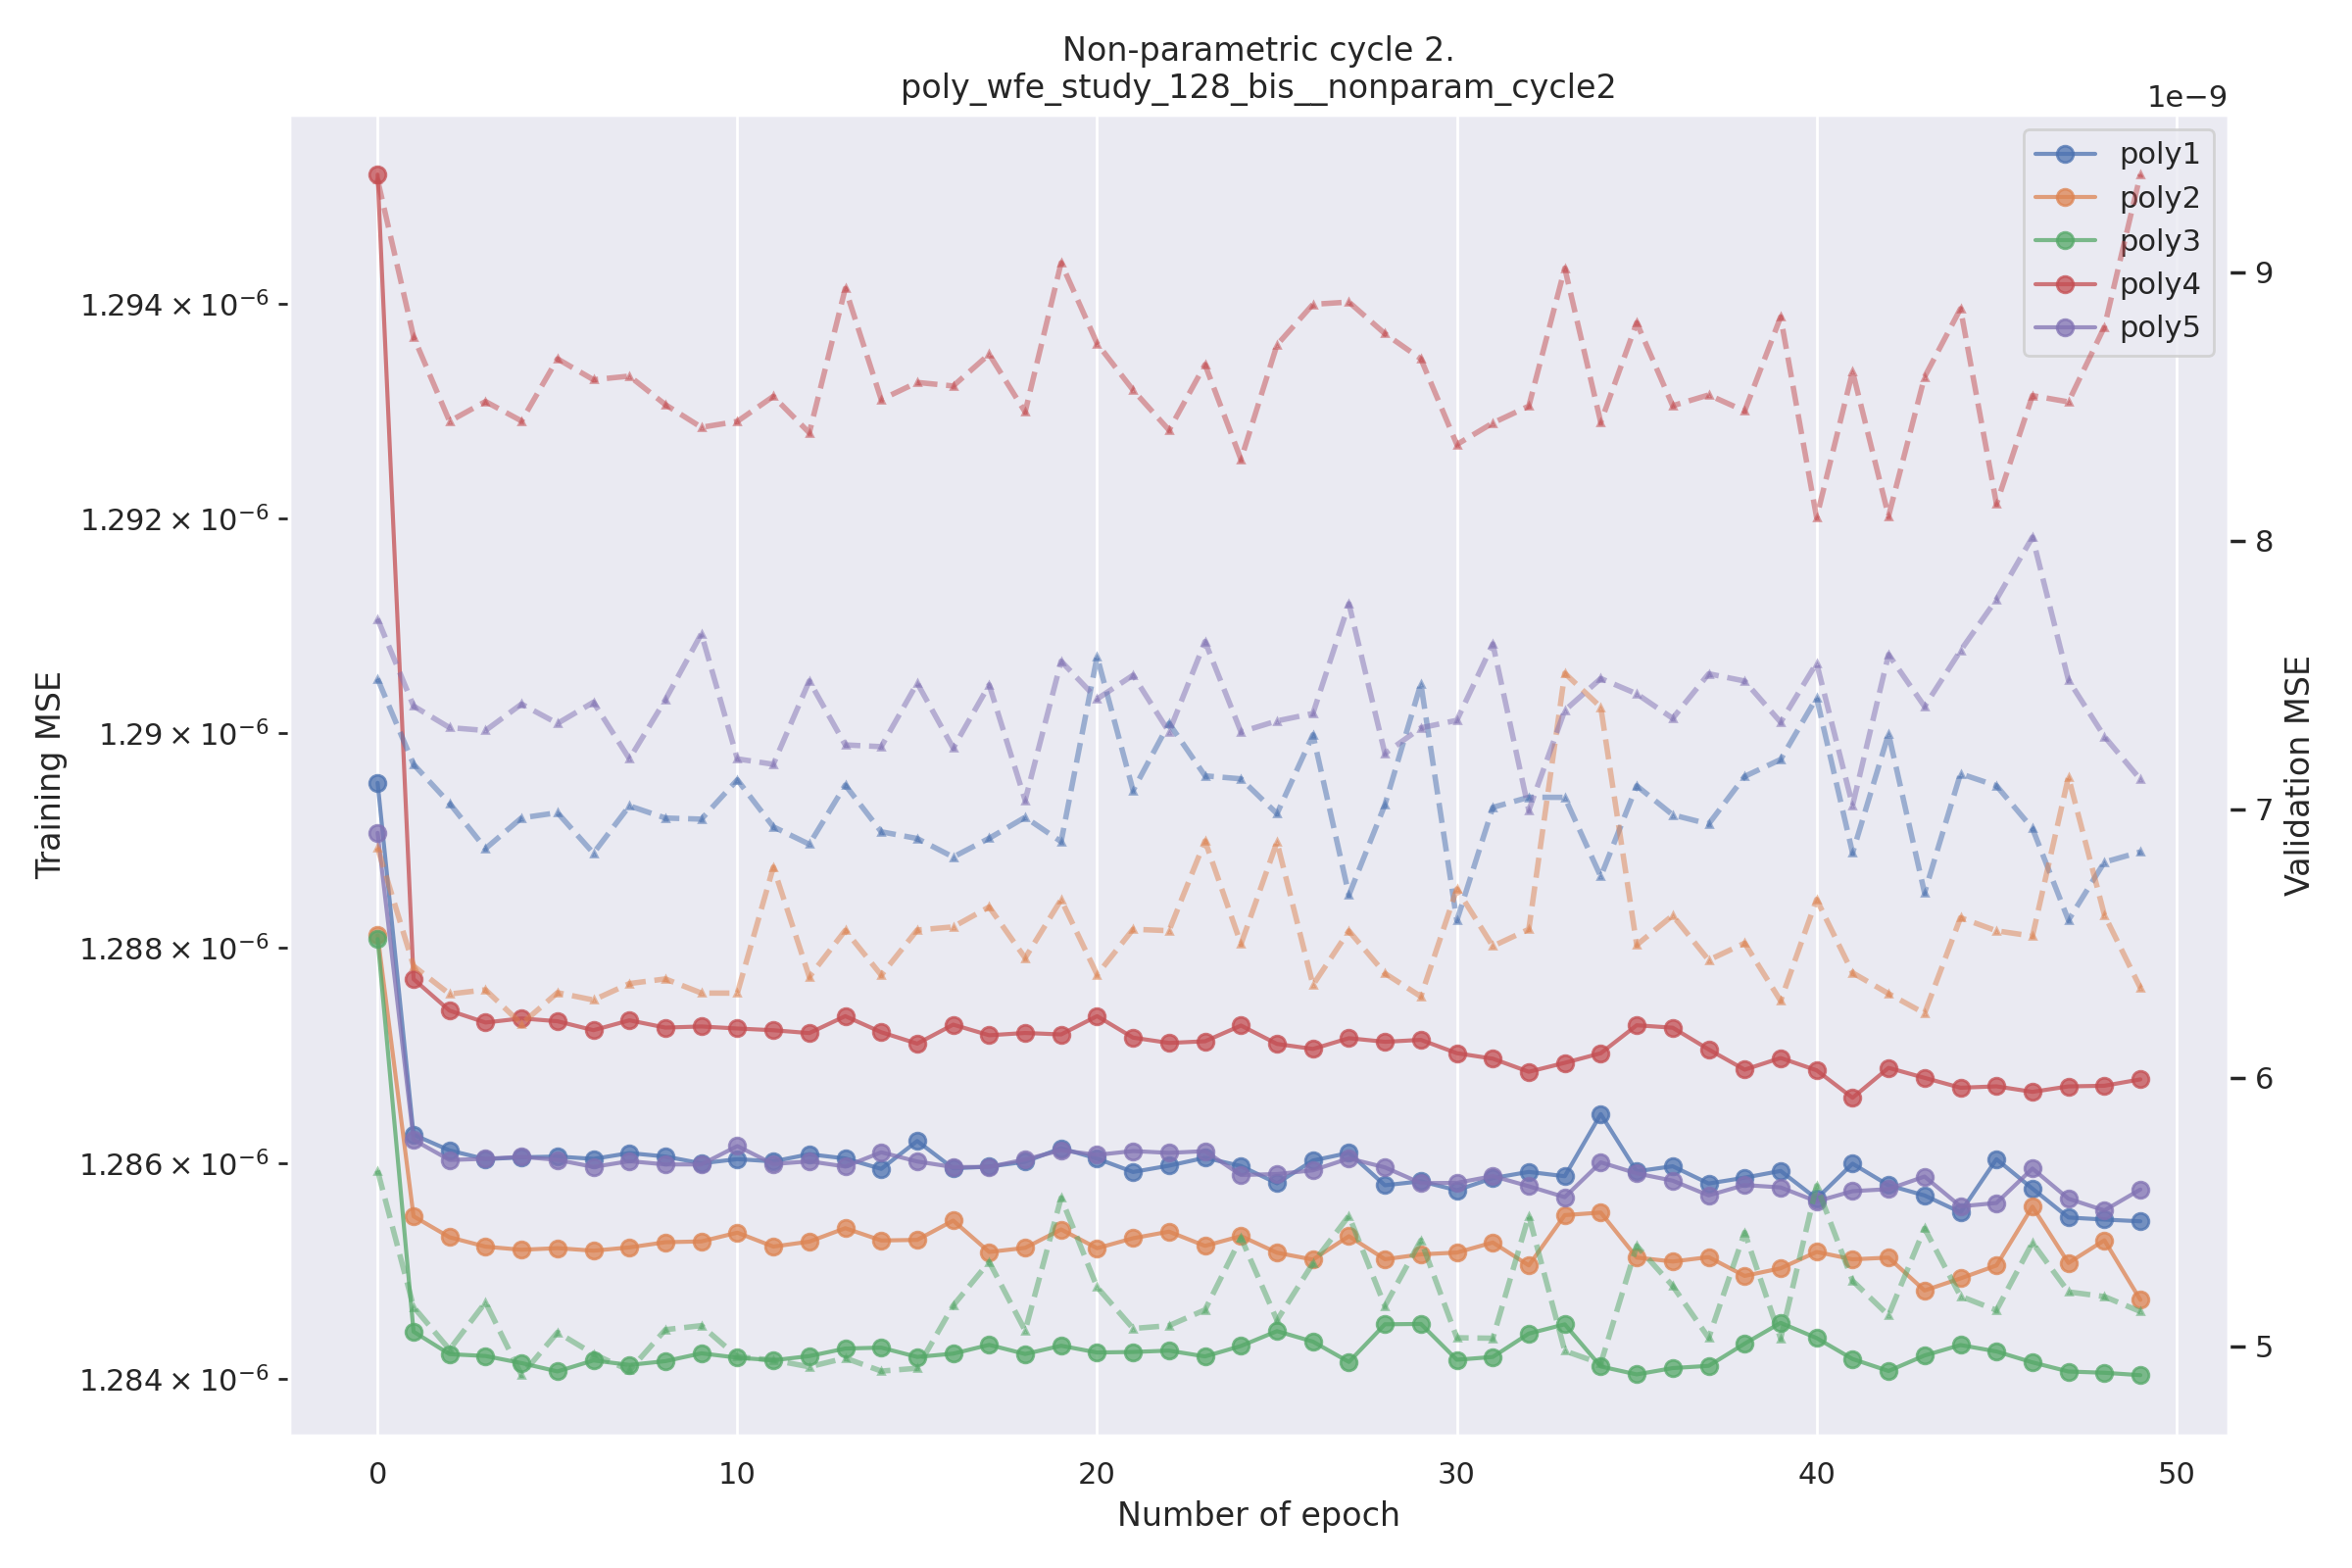 Non-parametric cycle 2.
poly_wfe_study_128_bis__nonparam_cycle2
1e−9
poly1
poly2
poly3
poly4
poly5
Training MSE
1.294 × 10⁻⁶
1.292 × 10⁻⁶
1.29 × 10⁻⁶
1.288 × 10⁻⁶
1.286 × 10⁻⁶
1.284 × 10⁻⁶
9
8
7
6
5
Validation MSE
0 10 20 30 40 50
Number of epoch